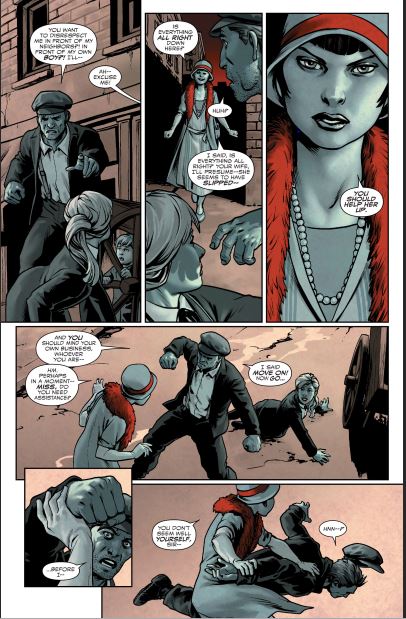 YOU
WANT TO
DISRESPECT
ME IN FRONT OF MY
NEIGHBORS?! IN
FRONT OF MY OWN
BOY?! I'LL--
AH--
EXCUSE
ME!
IS
EVERYTHING
ALL RIGHT
DOWN
HERE?
HUH?
I SAID, IS
EVERYTHING ALL
RIGHT? YOUR WIFE,
I'LL PRESUME--SHE
SEEMS TO HAVE
SLIPPED--
YOU
SHOULD
HELP HER
UP.
AND YOU
SHOULD MIND YOUR
OWN BUSINESS,
WHOEVER
YOU ARE--
HM.
PERHAPS
IN A MOMENT--
MISS, DO
YOU NEED
ASSISTANCE?
I SAID
MOVE ON!
NOW GO...
...BEFORE
I--
YOU DON'T
SEEM WELL
YOURSELF,
SIR--
HNN--?